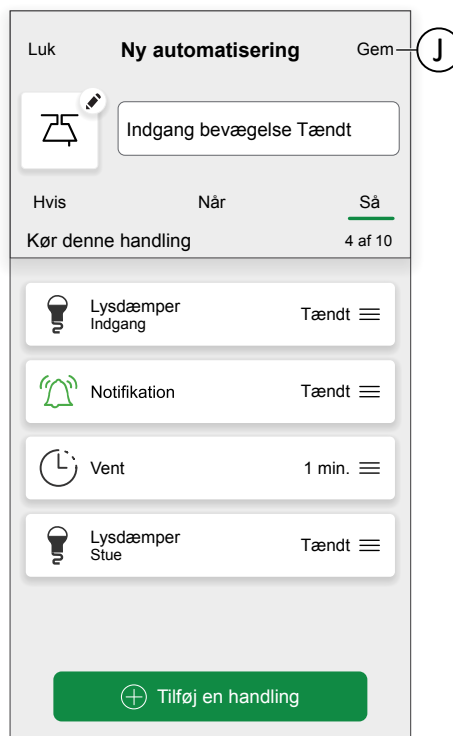 Luk Ny automatisering Gem J
Indgang bevægelse Tændt
Hvis Når Så
Kør denne handling 4 af 10
Lysdæmper
Indgang
Tændt
Notifikation Tændt
Vent 1 min.
Lysdæmper
Stue
Tændt
Tilføj en handling